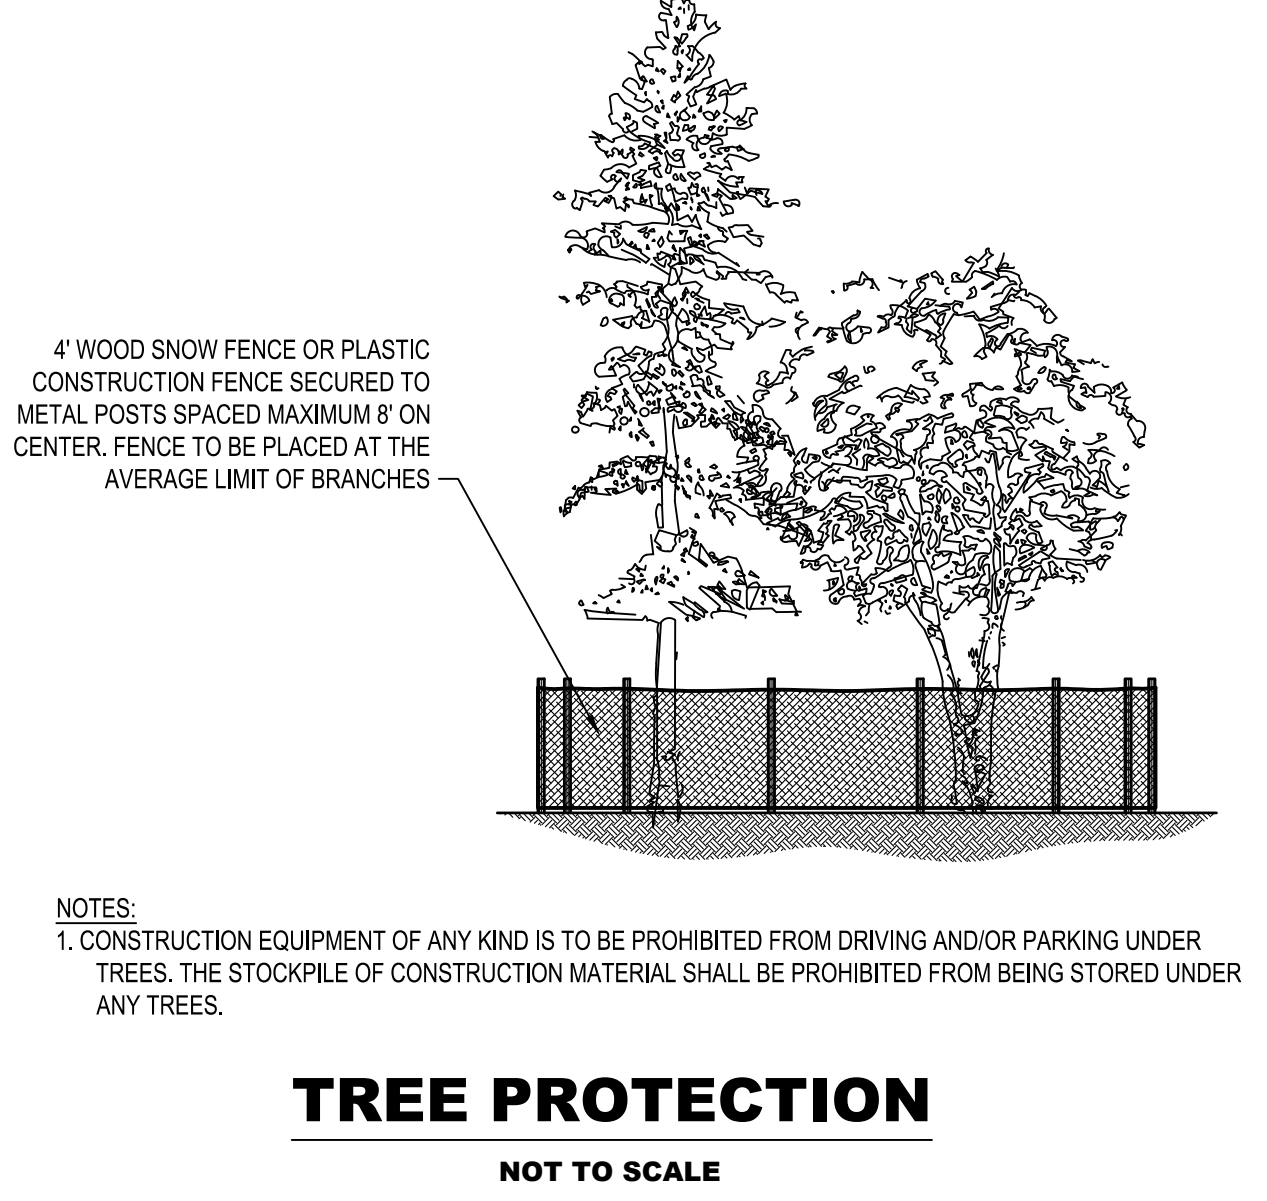 4' WOOD SNOW FENCE OR PLASTIC
CONSTRUCTION FENCE SECURED TO
METAL POSTS SPACED MAXIMUM 8' ON
CENTER. FENCE TO BE PLACED AT THE
AVERAGE LIMIT OF BRANCHES
NOTES:
1. CONSTRUCTION EQUIPMENT OF ANY KIND IS TO BE PROHIBITED FROM DRIVING AND/OR PARKING UNDER
TREES. THE STOCKPILE OF CONSTRUCTION MATERIAL SHALL BE PROHIBITED FROM BEING STORED UNDER
ANY TREES.
TREE PROTECTION
NOT TO SCALE